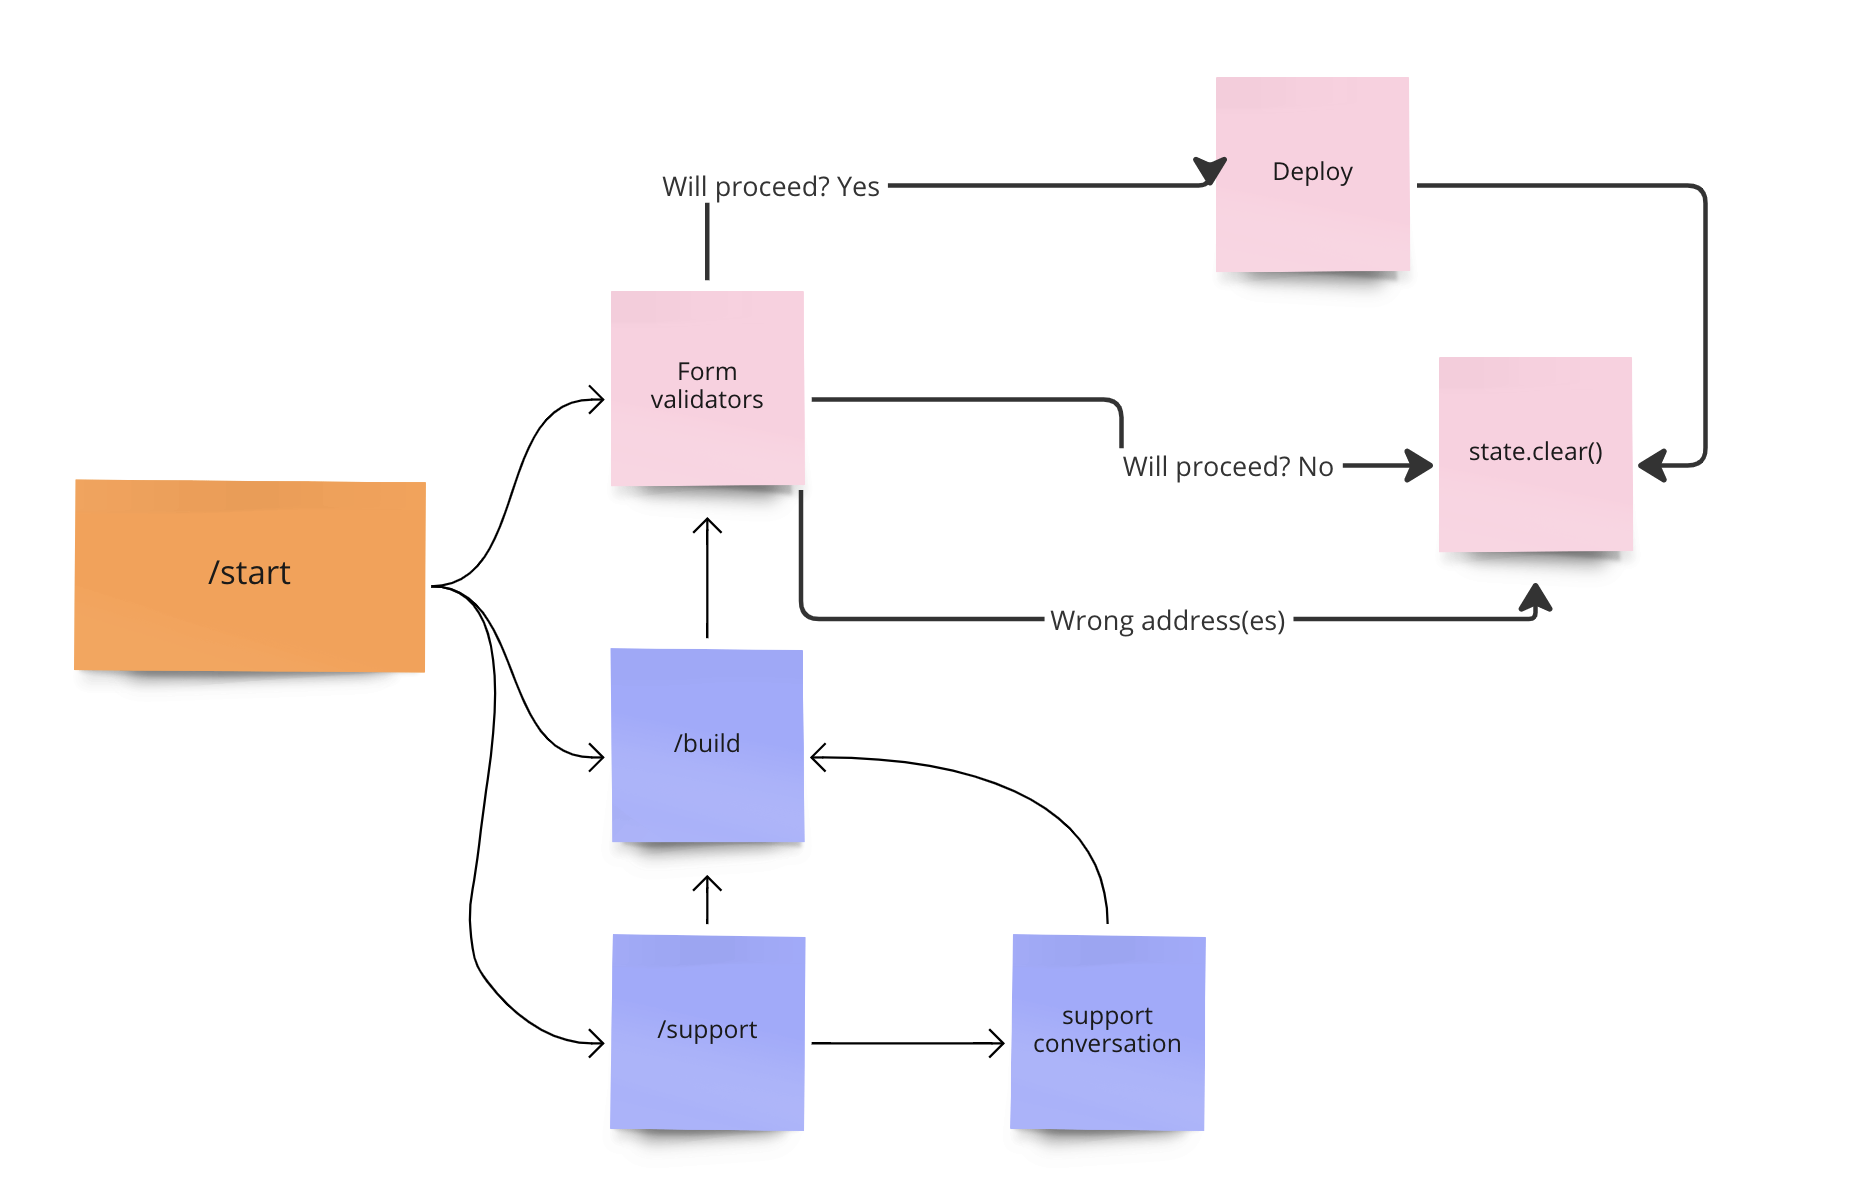 Deploy
Will proceed? Yes
Form
validators
state.clear()
Will proceed? No
/start
Wrong address(es)
/build
/support
support
conversation